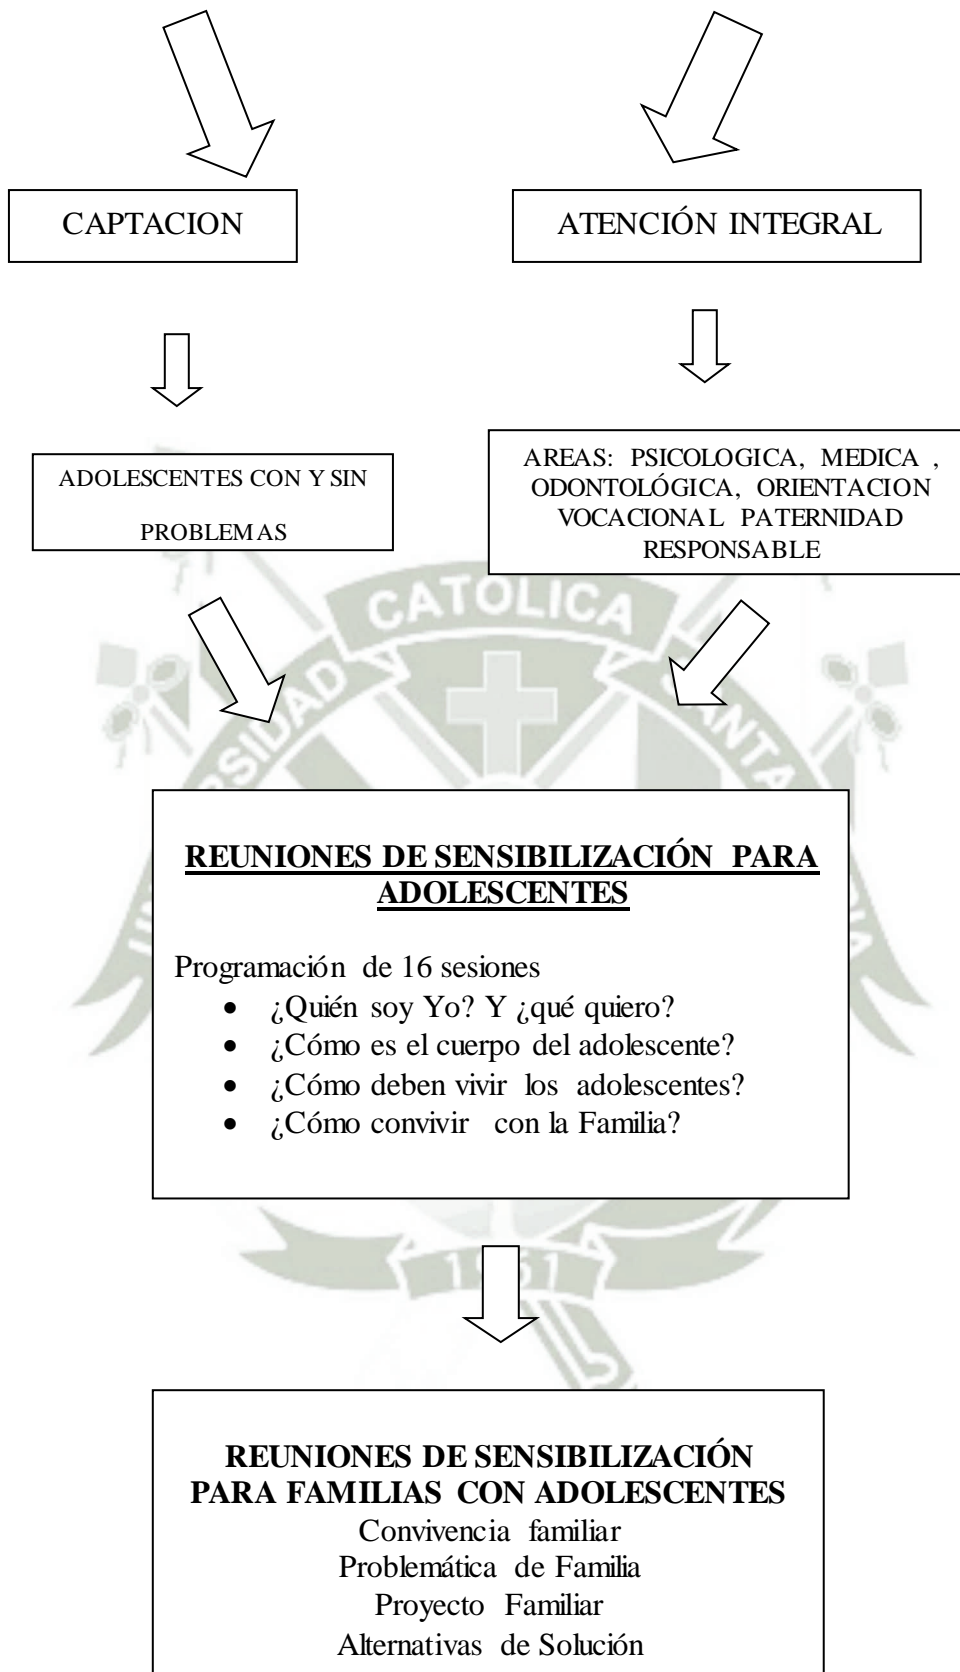 CAPTACION
ATENCIÓN INTEGRAL
ADOLESCENTES CON Y SIN
PROBLEMAS
AREAS: PSICOLOGICA, MEDICA ,
ODONTOLÓGICA, ORIENTACION
VOCACIONAL PATERNIDAD
RESPONSABLE
CATOLICA
REUNIONES DE SENSIBILIZACIÓN PARA
ADOLESCENTES
Programación de 16 sesiones
• ¿Quién soy Yo? Y ¿qué quiero?
• ¿Cómo es el cuerpo del adolescente?
• ¿Cómo deben vivir los adolescentes?
• ¿Cómo convivir con la Familia?
1961
REUNIONES DE SENSIBILIZACIÓN
PARA FAMILIAS CON ADOLESCENTES
Convivencia familiar
Problemática de Familia
Proyecto Familiar
Alternativas de Solución